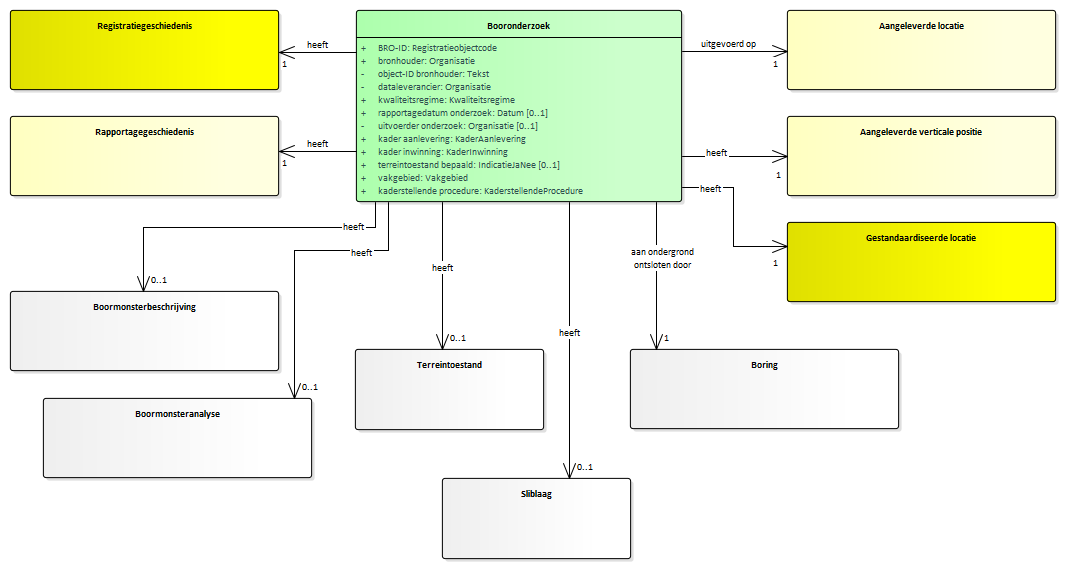 Registratiegeschiedenis
heeft
1
Booronderzoek
+ BRO-ID: Registratieobjectcode
+ bronhouder: Organisatie
- object-ID bronhouder: Tekst
- dataleverancier: Organisatie
+ kwaliteitsregime: Kwaliteitsregime
+ rapportagedatum onderzoek: Datum [0..1]
- uitvoerder onderzoek: Organisatie [0..1]
+ kader aanlevering: KaderAanlevering
+ kader inwinning: KaderInwinning
+ terreintoestand bepaald: IndicatieJaNee [0..1]
+ vakgebied: Vakgebied
+ kaderstellende procedure: KaderstellendeProcedure
uitgevoerd op
1
Aangeleverde locatie
Rapportagegeschiedenis
heeft
1
heeft
1
Aangeleverde verticale positie
heeft
1
Gestandaardiseerde locatie
heeft
0..1
Boormonsterbeschrijving
heeft
0..1
Boormonsteranalyse
heeft
0..1
Terreintoestand
heeft
0..1
Sliblaag
aan ondergrond
ontsloten door
1
Boring